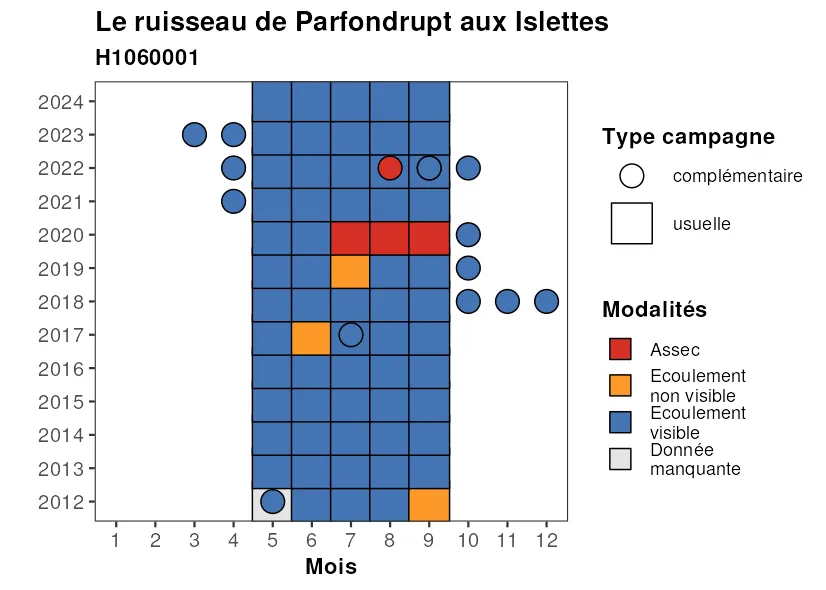 Le ruisseau de Parfondrupt aux Islettes
H1060001
2024
2023
2022
2021
2020
2019
2018
2017
2016
2015
2014
2013
2012
1 2 3 4 5 6 7 8 9 10 11 12
Mois
Type campagne
complémentaire
usuelle
Modalités
Assec
Ecoulement
non visible
Ecoulement
visible
Donnée
manquante